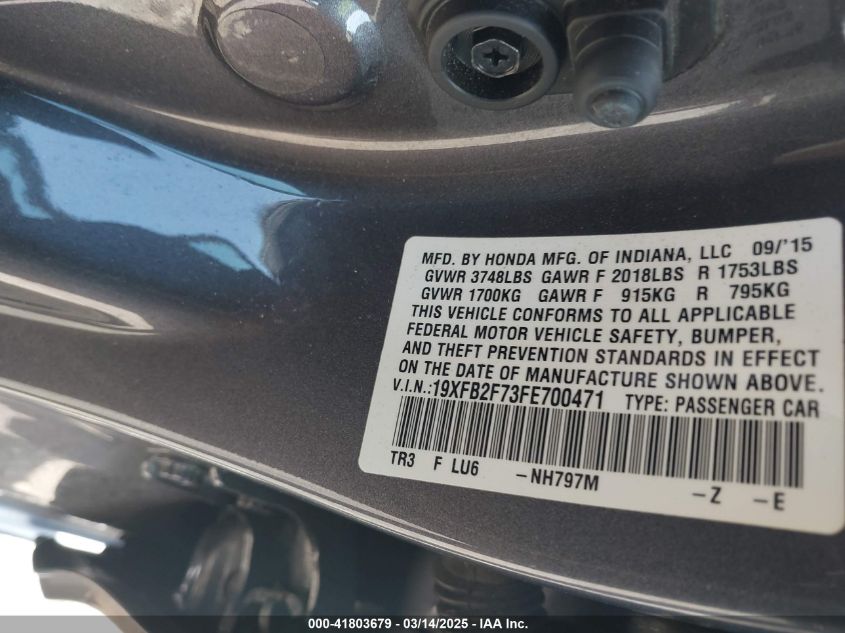 MFD. BY HONDA MFG. OF INDIANA, LLC 09/'15
GVWR 3748LBS GAWR F 2018LBS R 1753LBS
GVWR 1700KG GAWR F 915KG R 795KG
THIS VEHICLE CONFORMS TO ALL APPLICABLE
FEDERAL MOTOR VEHICLE SAFETY, BUMPER,
AND THEFT PREVENTION STANDARDS IN EFFECT
ON THE DATE OF MANUFACTURE SHOWN ABOVE.
V.I.N.:19XFB2F73FE700471 TYPE: PASSENGER CAR
TR3 F LU6 -NH797M -Z -E
000-41803679 - 03/14/2025 - IAA Inc.